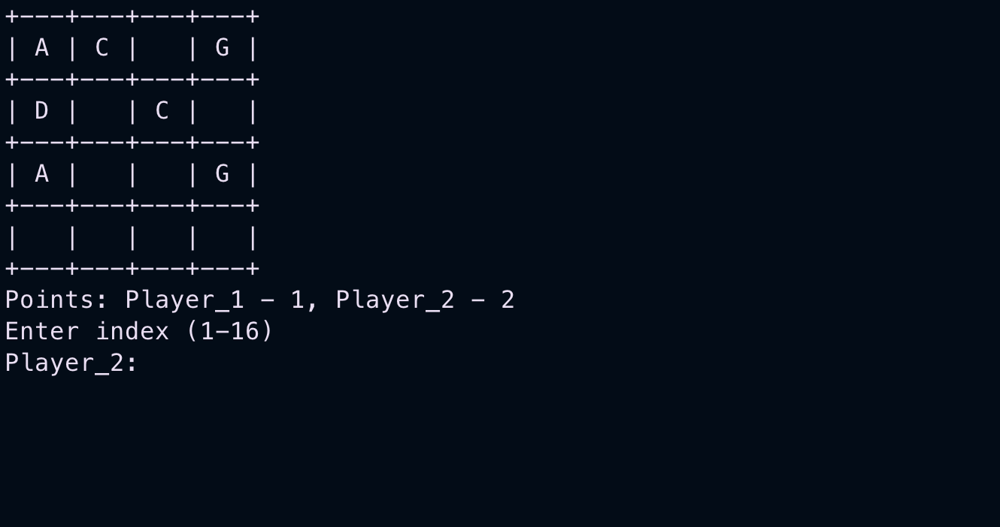 +---+---+---+---+
| A | C |   | G |
+---+---+---+---+
| D |   | C |   |
+---+---+---+---+
| A |   |   | G |
+---+---+---+---+
|   |   |   |   |
+---+---+---+---+
Points: Player_1 - 1, Player_2 - 2
Enter index (1-16)
Player_2: